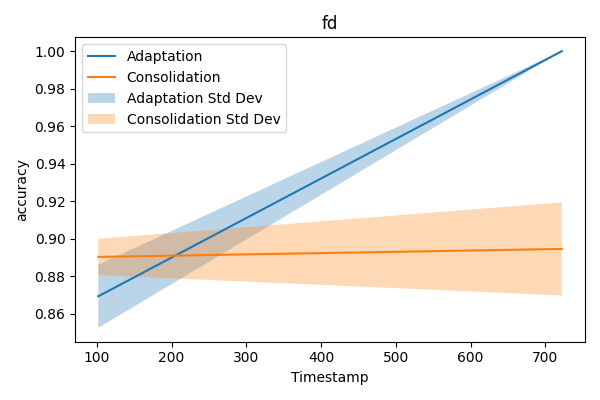 fd
1.00
0.98
0.96
0.94
0.92
0.90
0.88
0.86
accuracy
Adaptation
Consolidation
Adaptation Std Dev
Consolidation Std Dev
100 200 300 400 500 600 700
Timestamp